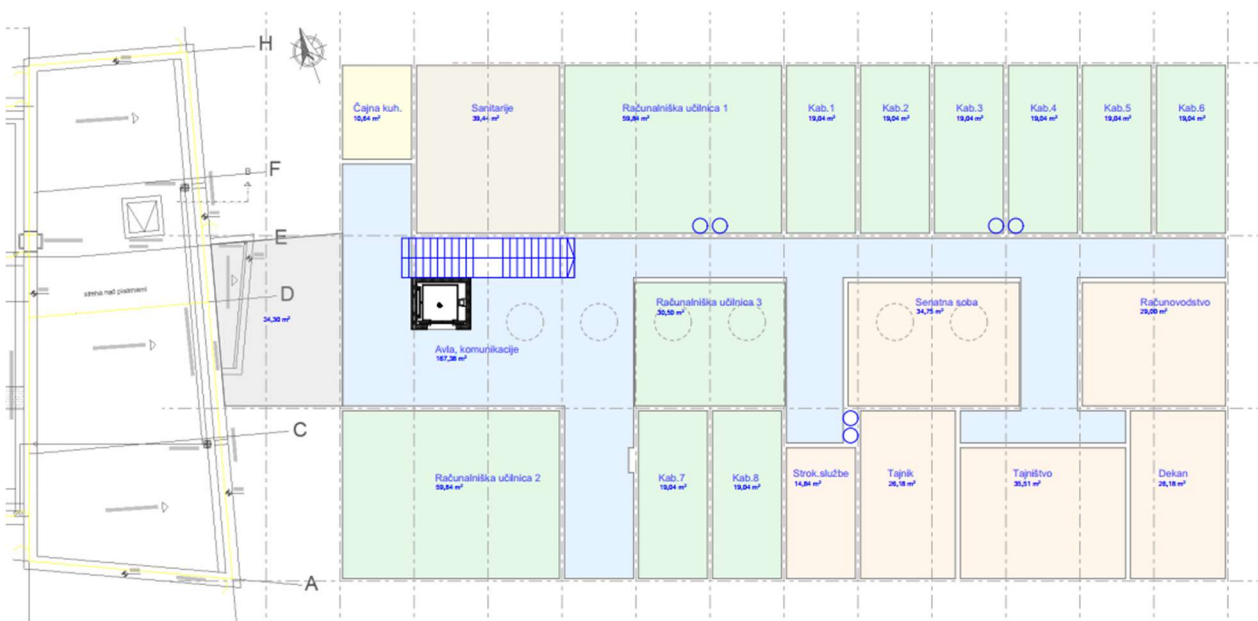 H
Čajna kuh.
10,64 m²
Sanitarije
39,44 m²
Računalniška učilnica 1
59,84 m²
Kab.1
19,04 m²
Kab.2
19,04 m²
Kab.3
19,04 m²
Kab.4
19,04 m²
Kab.5
19,04 m²
Kab.6
19,04 m²
F
B
E
D
24,30 m²
Računalniška učilnica 3
30,50 m²
Senatna soba
34,75 m²
Računovodstvo
29,00 m²
Avla, komunikacije
167,36 m²
C
Računalniška učilnica 2
59,84 m²
Kab.7
19,04 m²
Kab.8
19,04 m²
Strok.službe
14,84 m²
Tajnik
26,18 m²
Tajništvo
35,51 m²
Dekan
26,18 m²
A